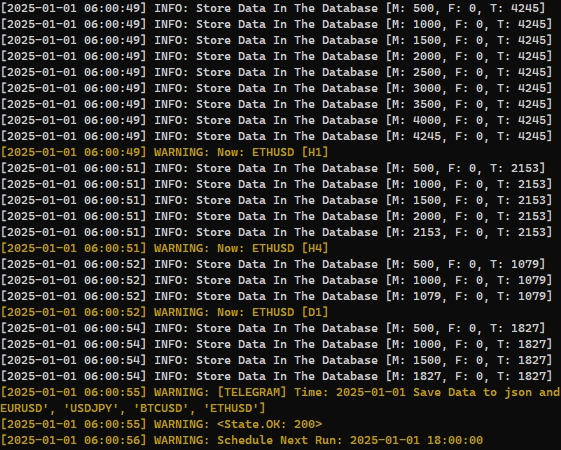 [2025-01-01 06:00:49] INFO: Store Data In The Database [M: 500, F: 0, T: 4245]
[2025-01-01 06:00:49] INFO: Store Data In The Database [M: 1000, F: 0, T: 4245]
[2025-01-01 06:00:49] INFO: Store Data In The Database [M: 1500, F: 0, T: 4245]
[2025-01-01 06:00:49] INFO: Store Data In The Database [M: 2000, F: 0, T: 4245]
[2025-01-01 06:00:49] INFO: Store Data In The Database [M: 2500, F: 0, T: 4245]
[2025-01-01 06:00:49] INFO: Store Data In The Database [M: 3000, F: 0, T: 4245]
[2025-01-01 06:00:49] INFO: Store Data In The Database [M: 3500, F: 0, T: 4245]
[2025-01-01 06:00:49] INFO: Store Data In The Database [M: 4000, F: 0, T: 4245]
[2025-01-01 06:00:49] INFO: Store Data In The Database [M: 4245, F: 0, T: 4245]
[2025-01-01 06:00:49] WARNING: Now: ETHUSD [H1]
[2025-01-01 06:00:51] INFO: Store Data In The Database [M: 500, F: 0, T: 2153]
[2025-01-01 06:00:51] INFO: Store Data In The Database [M: 1000, F: 0, T: 2153]
[2025-01-01 06:00:51] INFO: Store Data In The Database [M: 1500, F: 0, T: 2153]
[2025-01-01 06:00:51] INFO: Store Data In The Database [M: 2000, F: 0, T: 2153]
[2025-01-01 06:00:51] INFO: Store Data In The Database [M: 2153, F: 0, T: 2153]
[2025-01-01 06:00:51] WARNING: Now: ETHUSD [H4]
[2025-01-01 06:00:52] INFO: Store Data In The Database [M: 500, F: 0, T: 1079]
[2025-01-01 06:00:52] INFO: Store Data In The Database [M: 1000, F: 0, T: 1079]
[2025-01-01 06:00:52] INFO: Store Data In The Database [M: 1079, F: 0, T: 1079]
[2025-01-01 06:00:52] WARNING: Now: ETHUSD [D1]
[2025-01-01 06:00:54] INFO: Store Data In The Database [M: 500, F: 0, T: 1827]
[2025-01-01 06:00:54] INFO: Store Data In The Database [M: 1000, F: 0, T: 1827]
[2025-01-01 06:00:54] INFO: Store Data In The Database [M: 1500, F: 0, T: 1827]
[2025-01-01 06:00:54] INFO: Store Data In The Database [M: 1827, F: 0, T: 1827]
[2025-01-01 06:00:55] WARNING: [TELEGRAM] Time: 2025-01-01 Save Data to json and
EURUSD', 'USDJPY', 'BTCUSD', 'ETHUSD']
[2025-01-01 06:00:55] WARNING: <State.OK: 200>
[2025-01-01 06:00:56] WARNING: Schedule Next Run: 2025-01-01 18:00:00